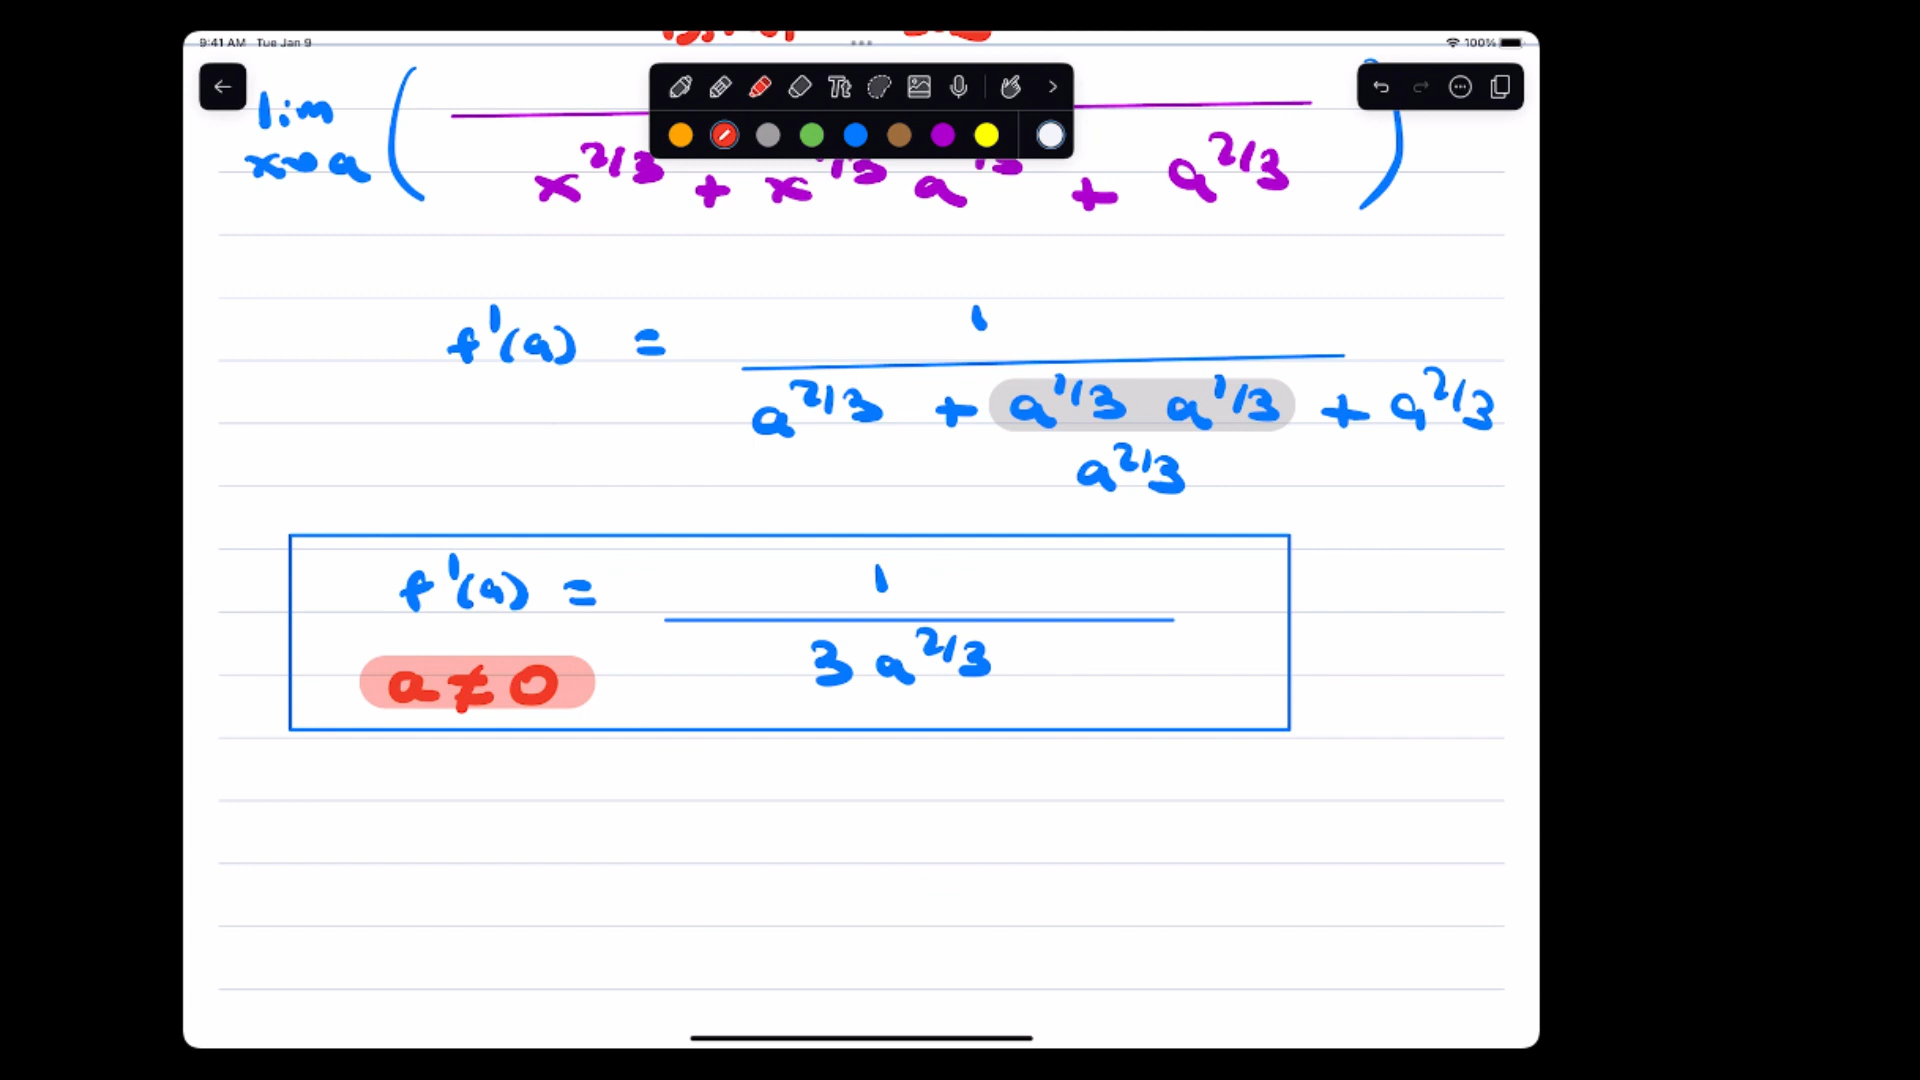 9:41 AM Tue Jan 9 100%
lim
x→a ( x^2/3 + x^1/3 a^1/3 + a^2/3 )
f'(a) = 1
a^2/3 + a^1/3 a^1/3 + a^2/3
a^2/3
f'(a) = 1
3 a^2/3
a ≠ 0